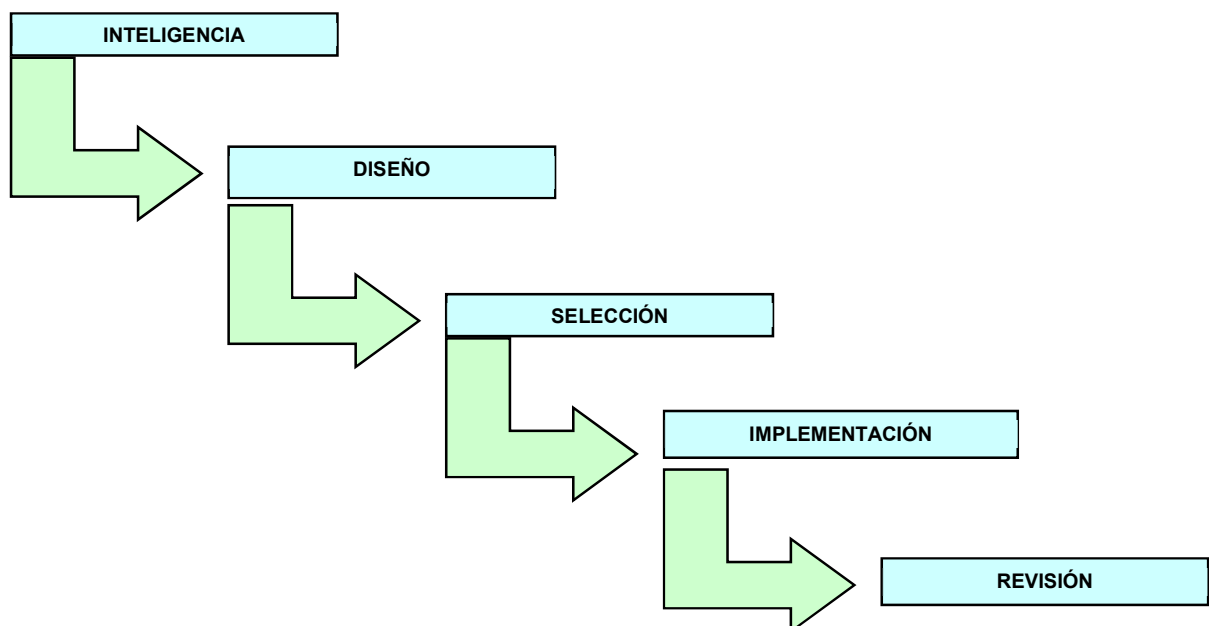 INTELIGENCIA
DISEÑO
SELECCIÓN
IMPLEMENTACIÓN
REVISIÓN